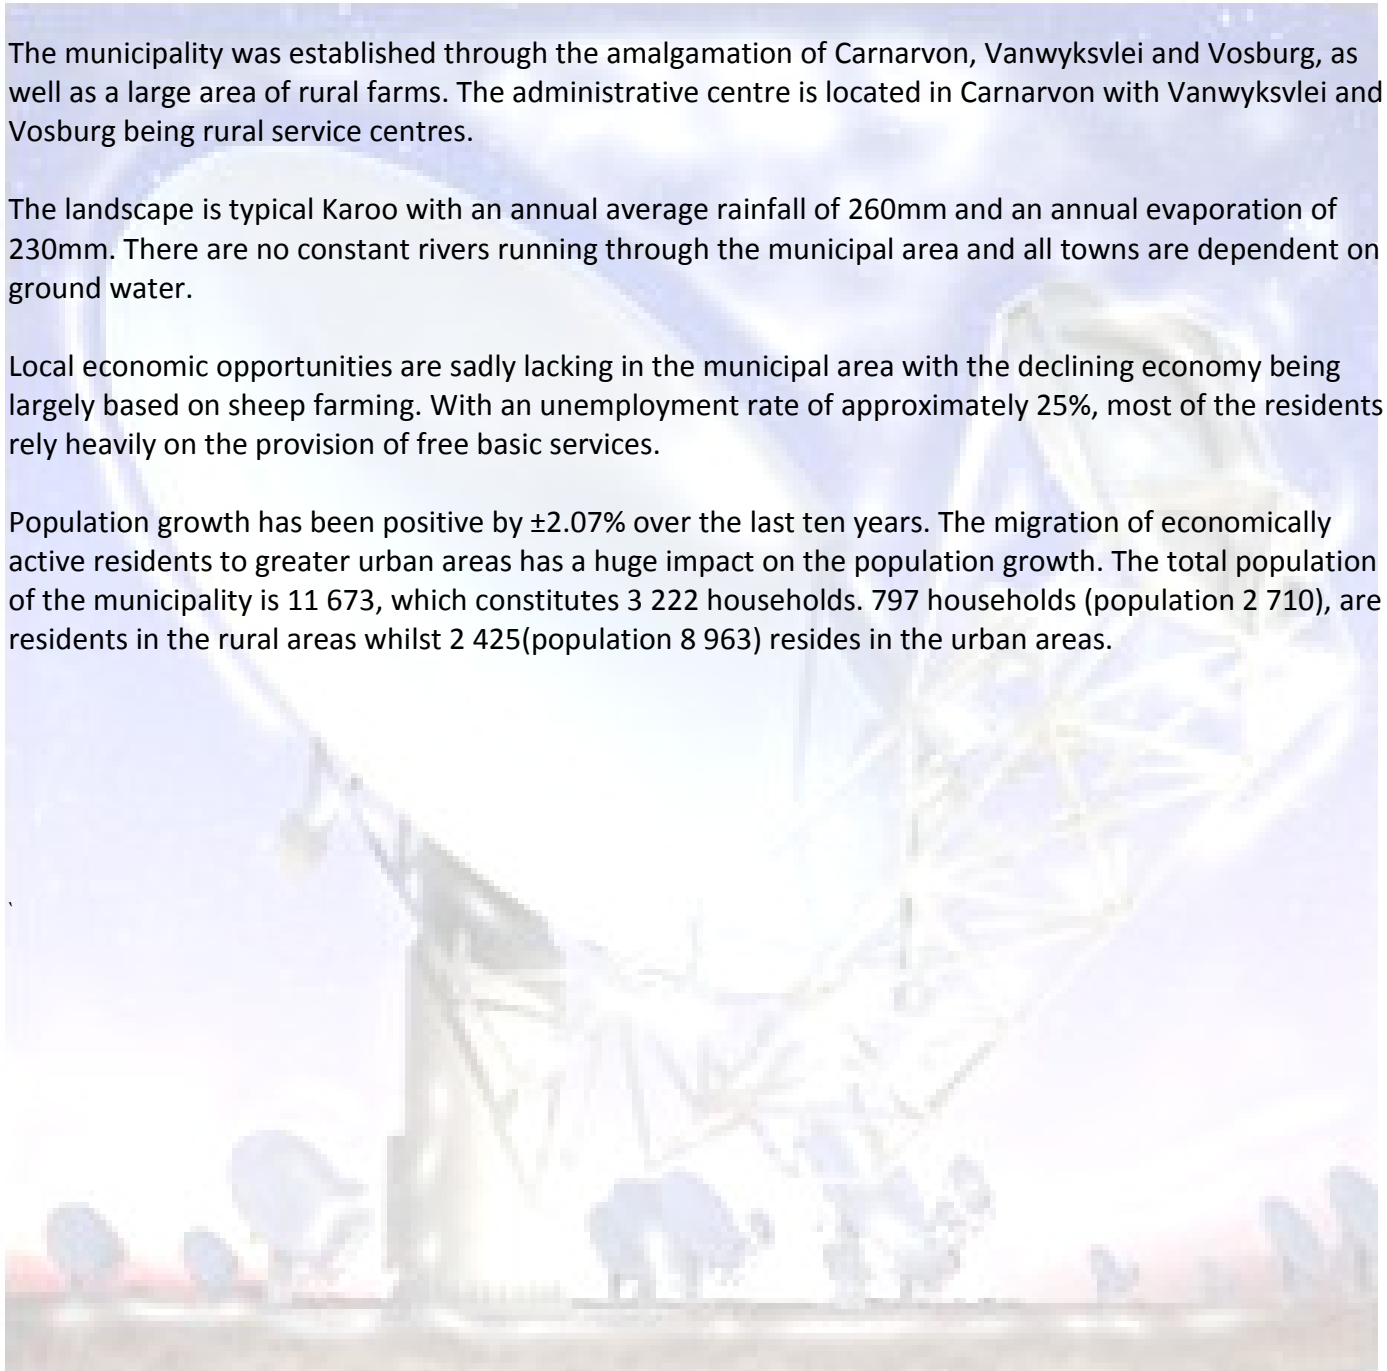 The municipality was established through the amalgamation of Carnarvon, Vanwyksvlei and Vosburg, as
well as a large area of rural farms. The administrative centre is located in Carnarvon with Vanwyksvlei and
Vosburg being rural service centres.
The landscape is typical Karoo with an annual average rainfall of 260mm and an annual evaporation of
230mm. There are no constant rivers running through the municipal area and all towns are dependent on
ground water.
Local economic opportunities are sadly lacking in the municipal area with the declining economy being
largely based on sheep farming. With an unemployment rate of approximately 25%, most of the residents
rely heavily on the provision of free basic services.
Population growth has been positive by ±2.07% over the last ten years. The migration of economically
active residents to greater urban areas has a huge impact on the population growth. The total population
of the municipality is 11 673, which constitutes 3 222 households. 797 households (population 2 710), are
residents in the rural areas whilst 2 425(population 8 963) resides in the urban areas.
`